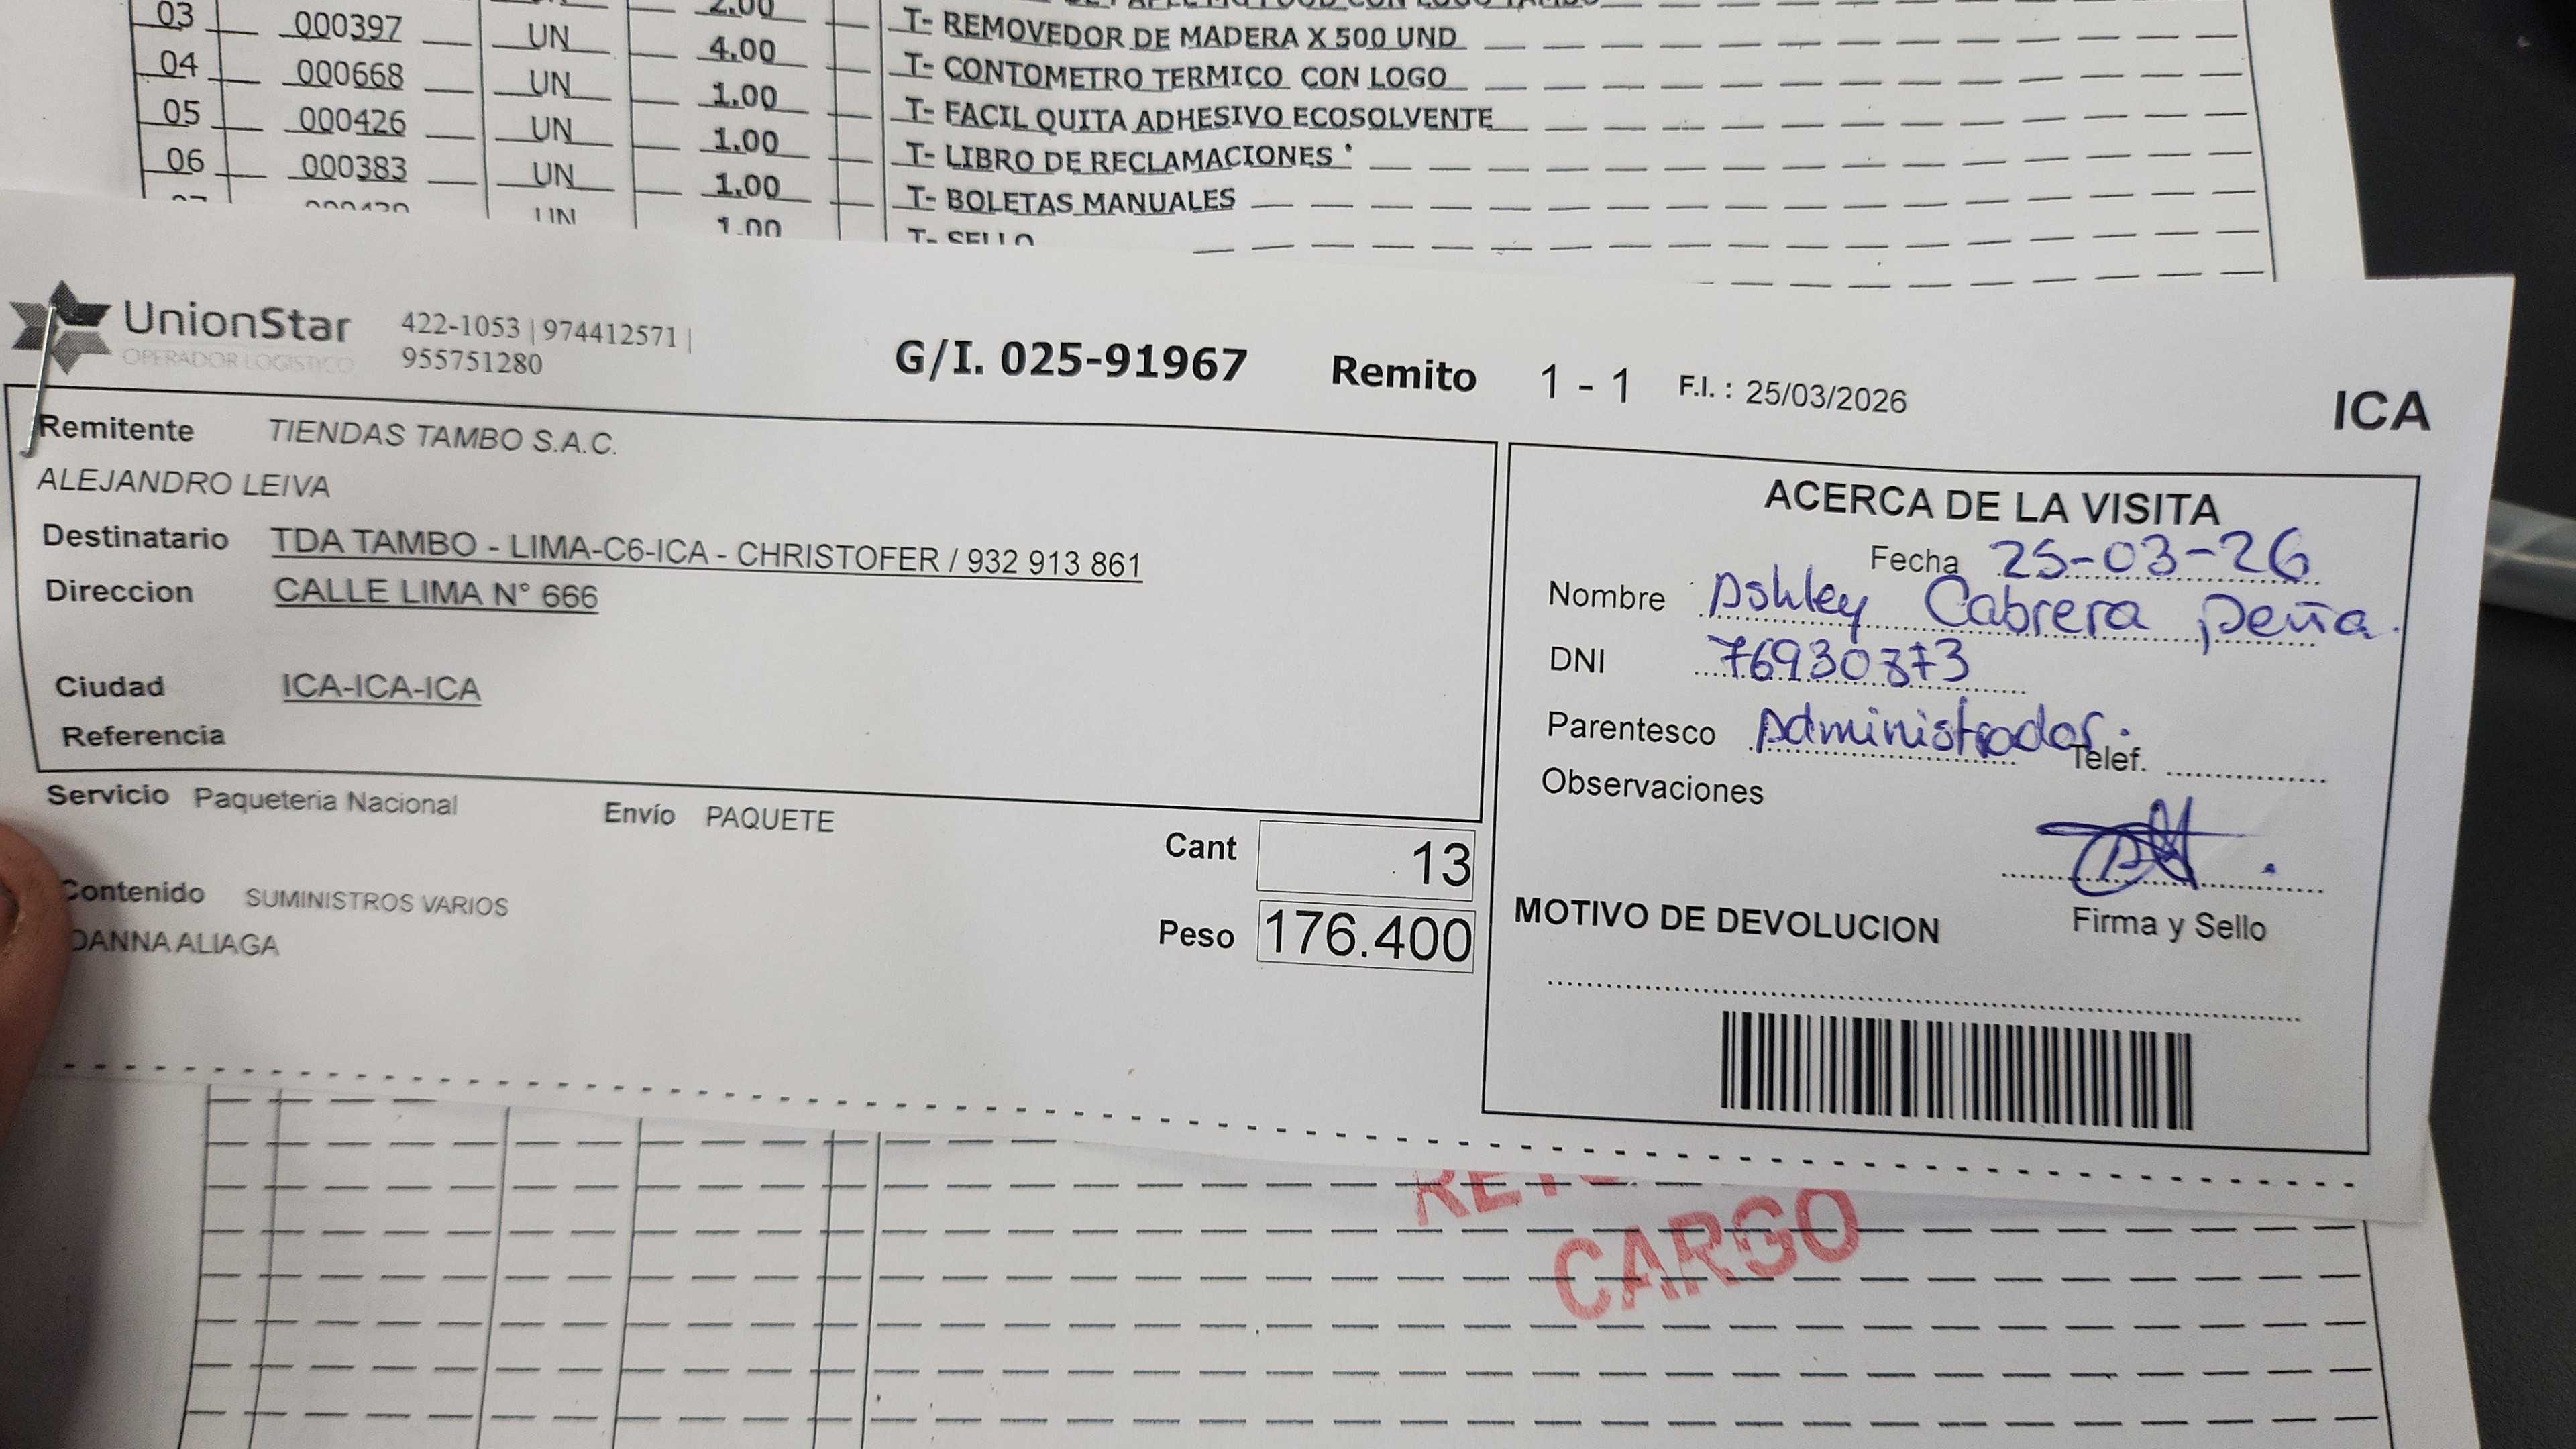 2.00
03 000397 UN 4.00 T- REMOVEDOR DE MADERA X 500 UND
04 000668 UN 1.00 T- CONTOMETRO TERMICO CON LOGO
05 000426 UN 1.00 T- FACIL QUITA ADHESIVO ECOSOLVENTE
06 000383 UN 1.00 T- LIBRO DE RECLAMACIONES
T- BOLETAS MANUALES
UN 1.00 T- SELLO
UnionStar
OPERADOR LOGISTICO
422-1053 | 974412571 |
955751280
G/I. 025-91967 Remito 1 - 1 F.I. : 25/03/2026 ICA
Remitente TIENDAS TAMBO S.A.C.
ALEJANDRO LEIVA
Destinatario TDA TAMBO - LIMA-C6-ICA - CHRISTOFER / 932 913 861
Direccion CALLE LIMA N° 666
Ciudad ICA-ICA-ICA
Referencia
Servicio Paqueteria Nacional Envío PAQUETE
Cant 13
Contenido SUMINISTROS VARIOS
Peso 176.400
ALIAGA
ACERCA DE LA VISITA
Fecha 25-03-26
Nombre Ashley Cabrera peña.
DNI 76930373
Parentesco Administrador. Telef.
Observaciones
Firma y Sello
MOTIVO DE DEVOLUCION
CARGO